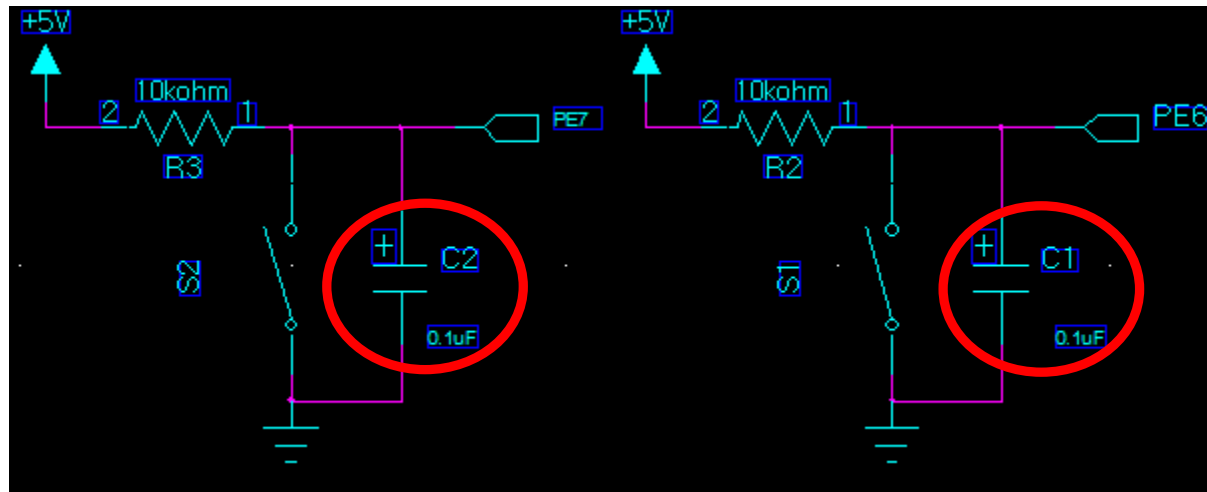 +5V
10kohm
2
1
PE7
R3
S2
+
C2
0.1uF
+5V
10kohm
2
1
PE6
R2
S1
+
C1
0.1uF